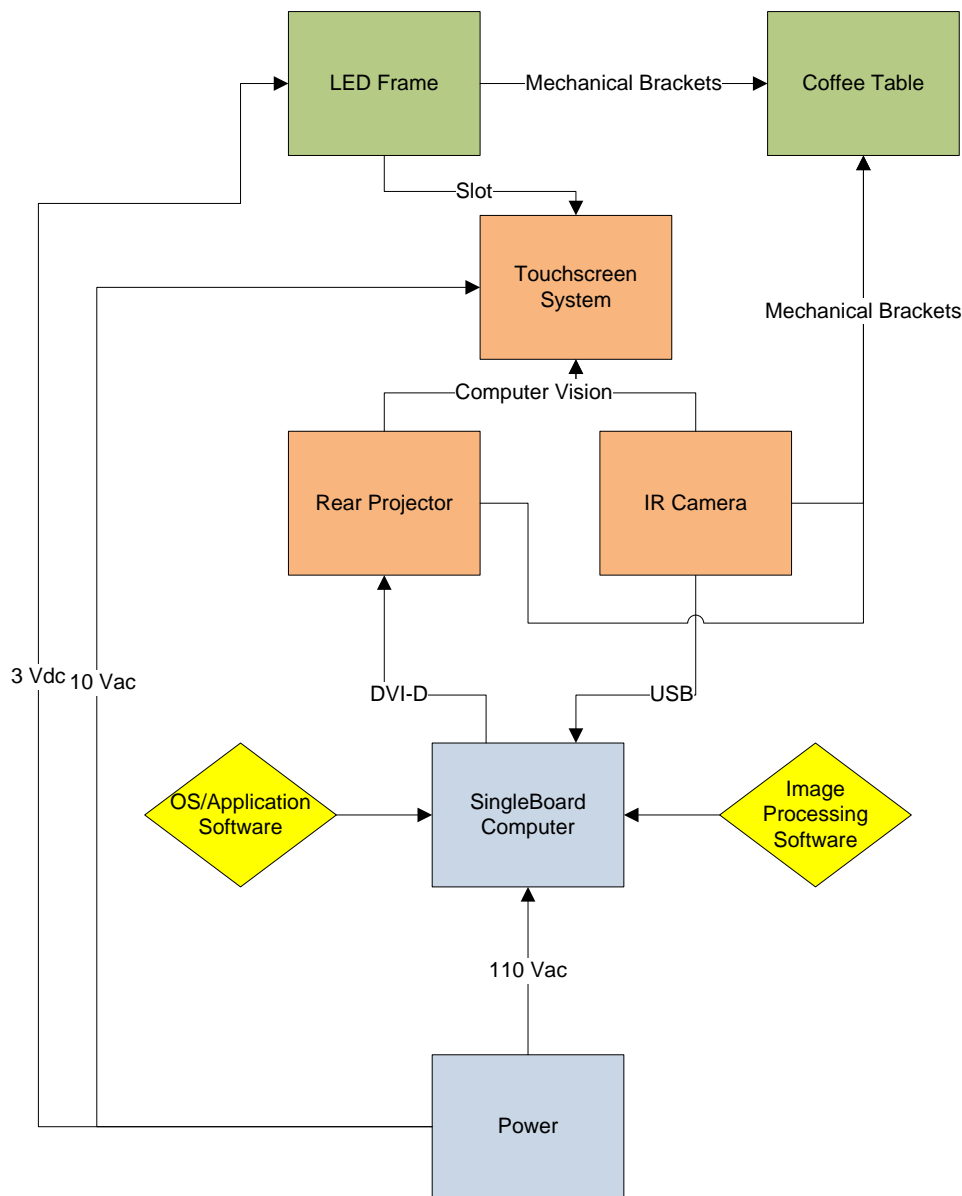 LED Frame
Mechanical Brackets
Coffee Table
Slot
Touchscreen
System
Mechanical Brackets
Computer Vision
Rear Projector
IR Camera
3 Vdc
10 Vac
DVI-D
USB
OS/Application
Software
SingleBoard
Computer
Image
Processing
Software
110 Vac
Power